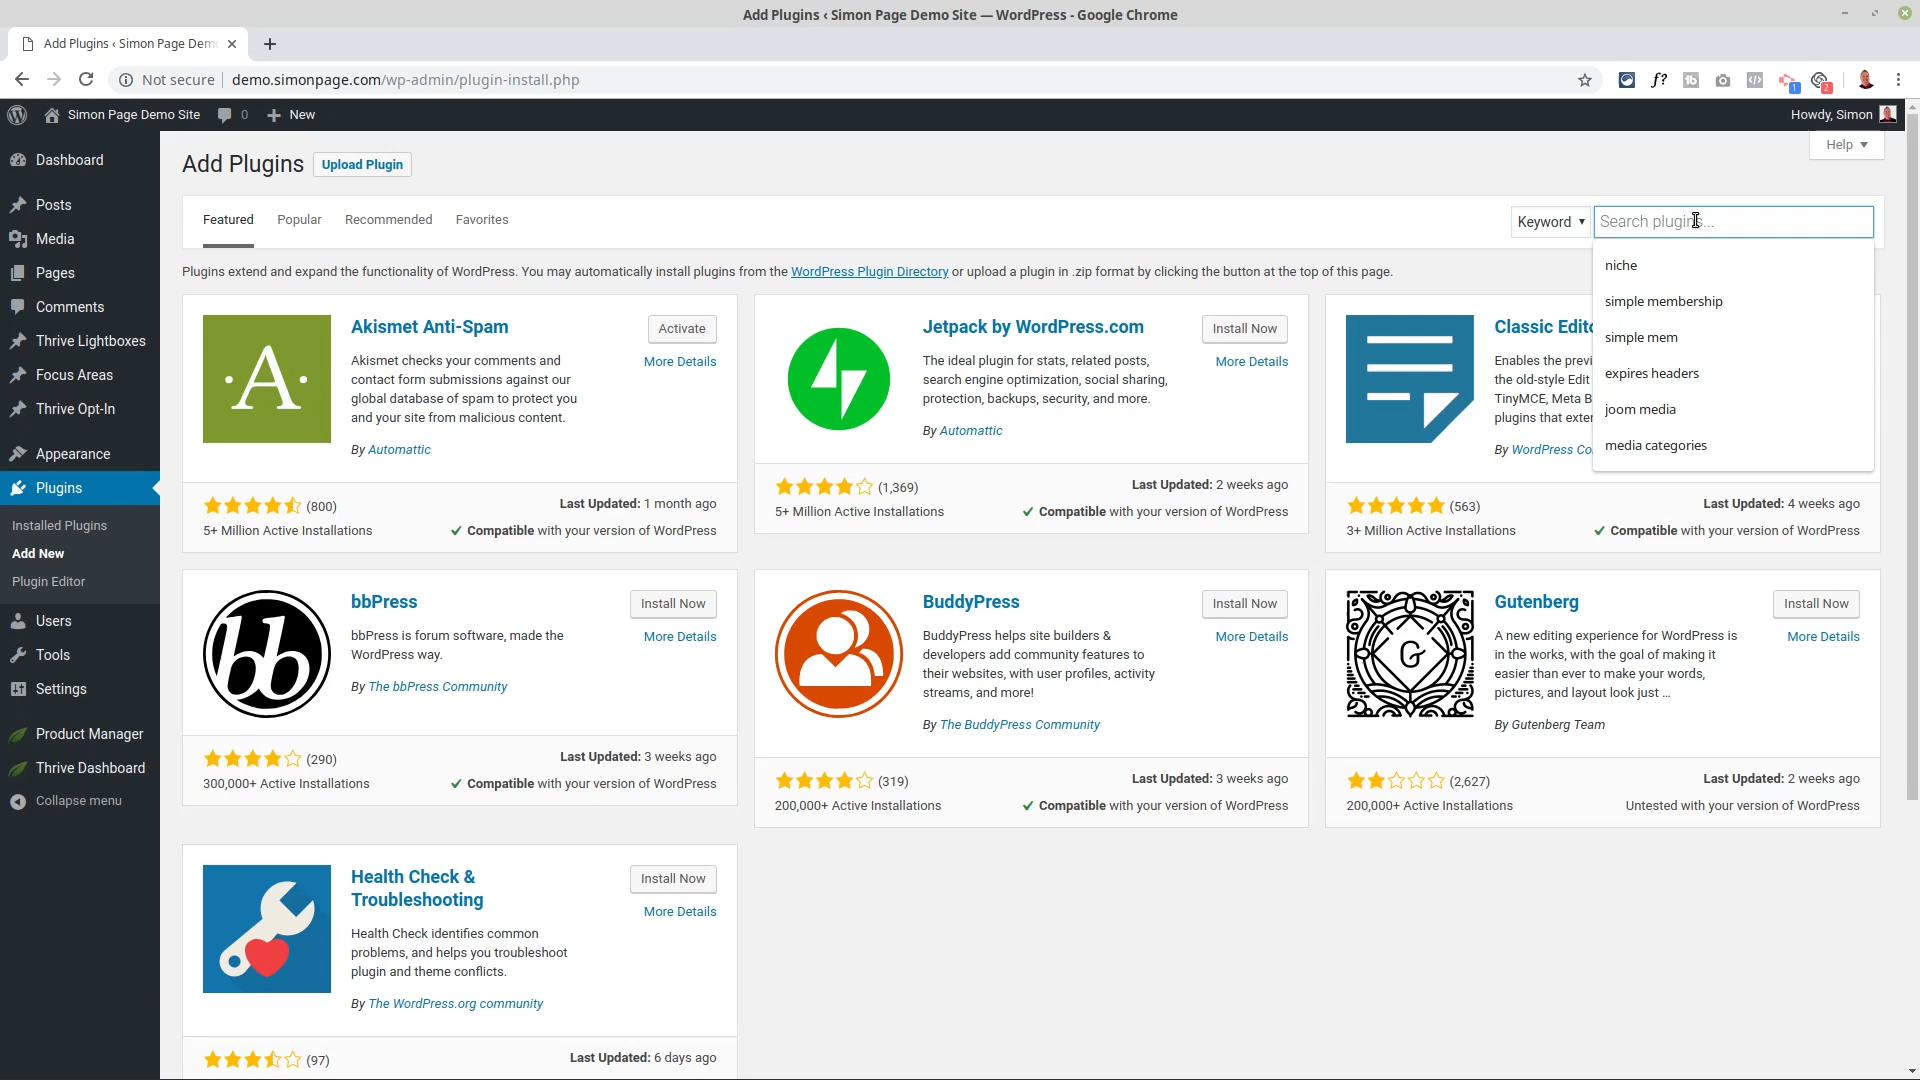 Add Plugins ‹ Simon Page Demo Site — WordPress - Google Chrome
Add Plugins ‹ Simon Page Dem
Not secure
demo.simonpage.com/wp-admin/plugin-install.php
f?
1
2
Simon Page Demo Site
0
New
Howdy, Simon
Dashboard
Posts
Media
Pages
Comments
Thrive Lightboxes
Focus Areas
Thrive Opt-In
Appearance
Plugins
Installed Plugins
Add New
Plugin Editor
Users
Tools
Settings
Product Manager
Thrive Dashboard
Collapse menu
Help
Add Plugins
Upload Plugin
Featured
Popular
Recommended
Favorites
Keyword
Search plugins...
niche
simple membership
simple mem
expires headers
joom media
media categories
Plugins extend and expand the functionality of WordPress. You may automatically install plugins from the WordPress Plugin Directory or upload a plugin in .zip format by clicking the button at the top of this page.
A
Akismet Anti-Spam
Activate
More Details
Akismet checks your comments and
contact form submissions against our
global database of spam to protect you
and your site from malicious content.
By Automattic
(800)
Last Updated: 1 month ago
5+ Million Active Installations
Compatible with your version of WordPress
Jetpack by WordPress.com
Install Now
More Details
The ideal plugin for stats, related posts,
search engine optimization, social sharing,
protection, backups, security, and more.
By Automattic
(1,369)
Last Updated: 2 weeks ago
5+ Million Active Installations
Compatible with your version of WordPress
Classic Edito
Enables the previ
the old-style Edit
TinyMCE, Meta B
plugins that exter
By WordPress Co
(563)
Last Updated: 4 weeks ago
3+ Million Active Installations
Compatible with your version of WordPress
bb
bbPress
Install Now
More Details
bbPress is forum software, made the
WordPress way.
By The bbPress Community
(290)
Last Updated: 3 weeks ago
300,000+ Active Installations
Compatible with your version of WordPress
BuddyPress
Install Now
More Details
BuddyPress helps site builders &
developers add community features to
their websites, with user profiles, activity
streams, and more!
By The BuddyPress Community
(319)
Last Updated: 3 weeks ago
200,000+ Active Installations
Compatible with your version of WordPress
G
Gutenberg
Install Now
More Details
A new editing experience for WordPress is
in the works, with the goal of making it
easier than ever to make your words,
pictures, and layout look just ...
By Gutenberg Team
(2,627)
Last Updated: 2 weeks ago
200,000+ Active Installations
Untested with your version of WordPress
Health Check &
Troubleshooting
Install Now
More Details
Health Check identifies common
problems, and helps you troubleshoot
plugin and theme conflicts.
By The WordPress.org community
(97)
Last Updated: 6 days ago